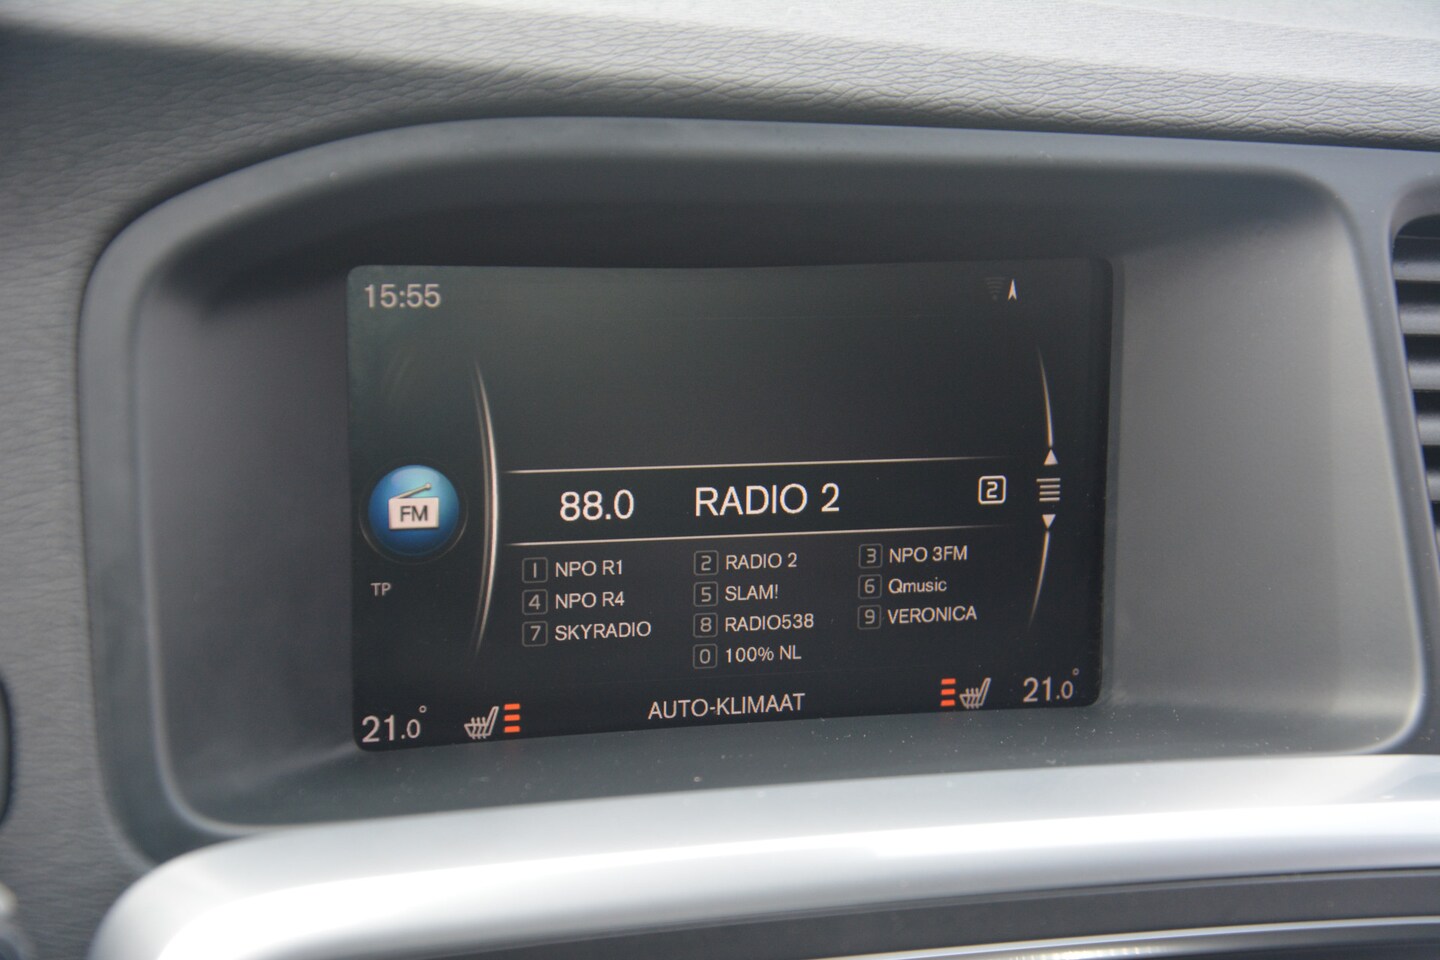 15:55
88.0 RADIO 2 2
FM
TP
1 NPO R1 2 RADIO 2 3 NPO 3FM
4 NPO R4 5 SLAM! 6 Qmusic
7 SKYRADIO 8 RADIO538 9 VERONICA
0 100% NL
21.0° AUTO-KLIMAAT 21.0°